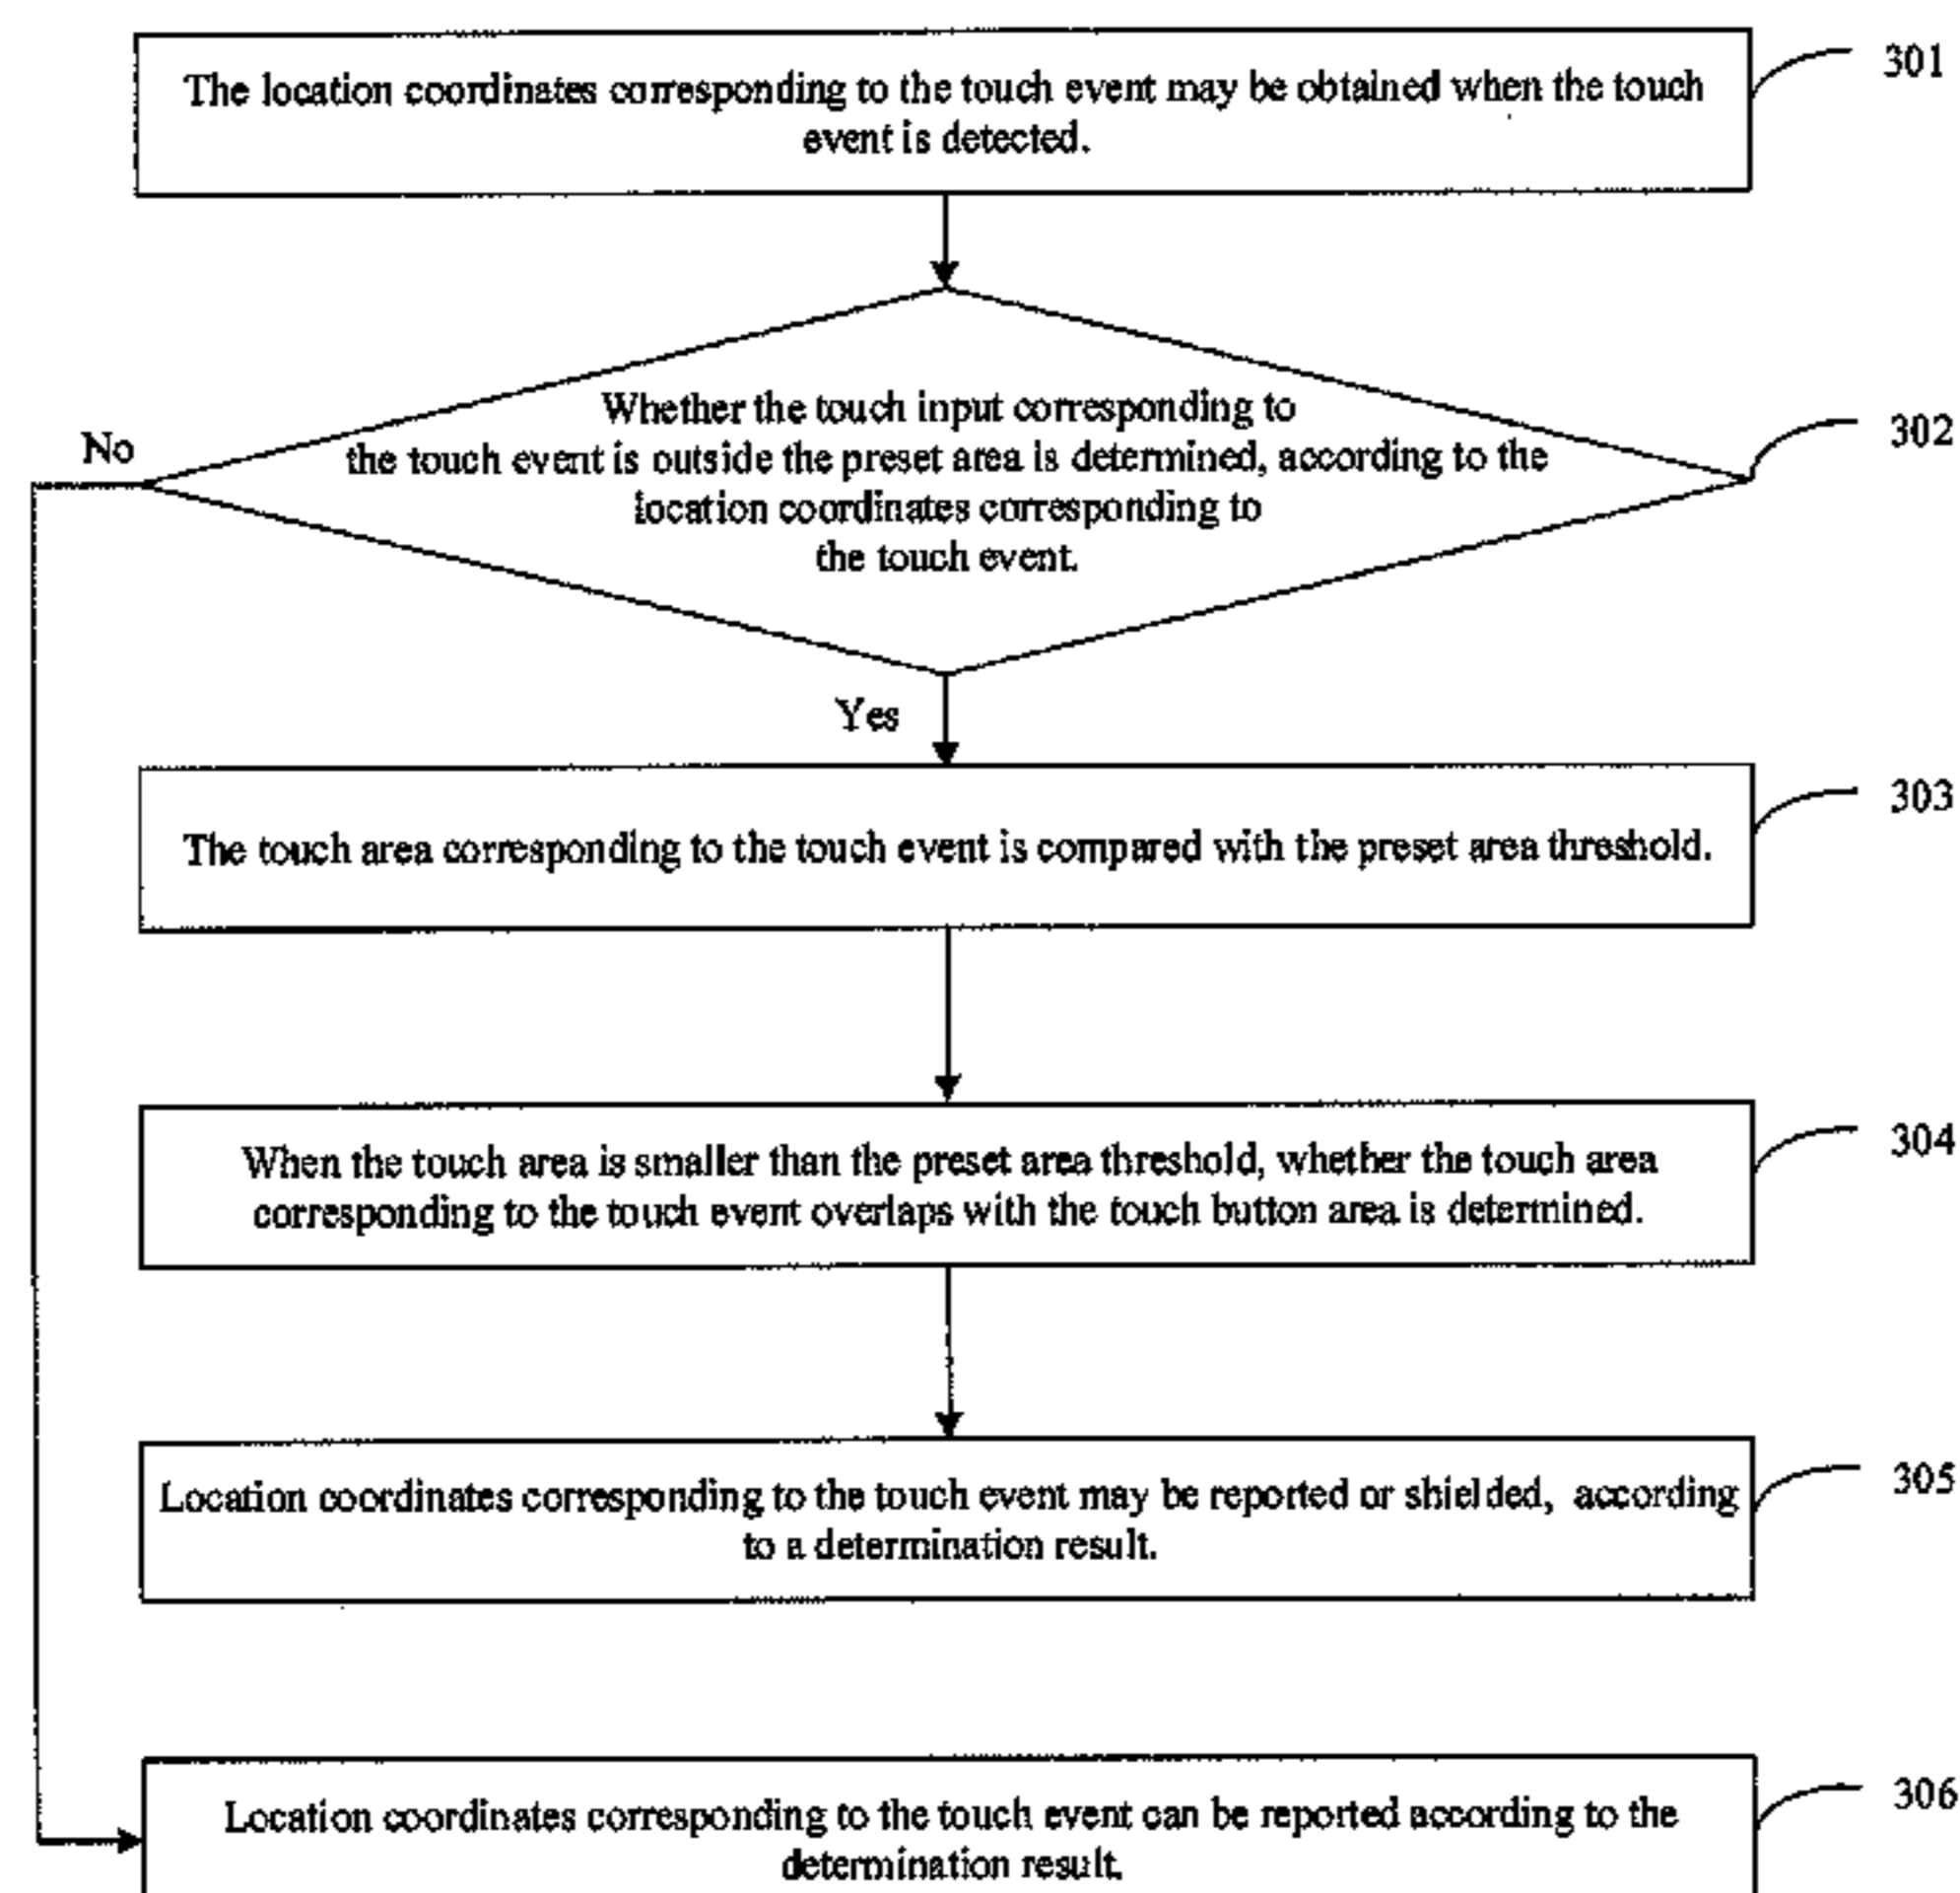 The location coordinates corresponding to the touch event may be obtained when the touch
event is detected.
301
Whether the touch input corresponding to
the touch event is outside the preset area is determined, according to the
location coordinates corresponding to
the touch event.
302
No
Yes
The touch area corresponding to the touch event is compared with the preset area threshold.
303
When the touch area is smaller than the preset area threshold, whether the touch area
corresponding to the touch event overlaps with the touch button area is determined.
304
Location coordinates corresponding to the touch event may be reported or shielded, according
to a determination result.
305
Location coordinates corresponding to the touch event can be reported according to the
determination result.
306